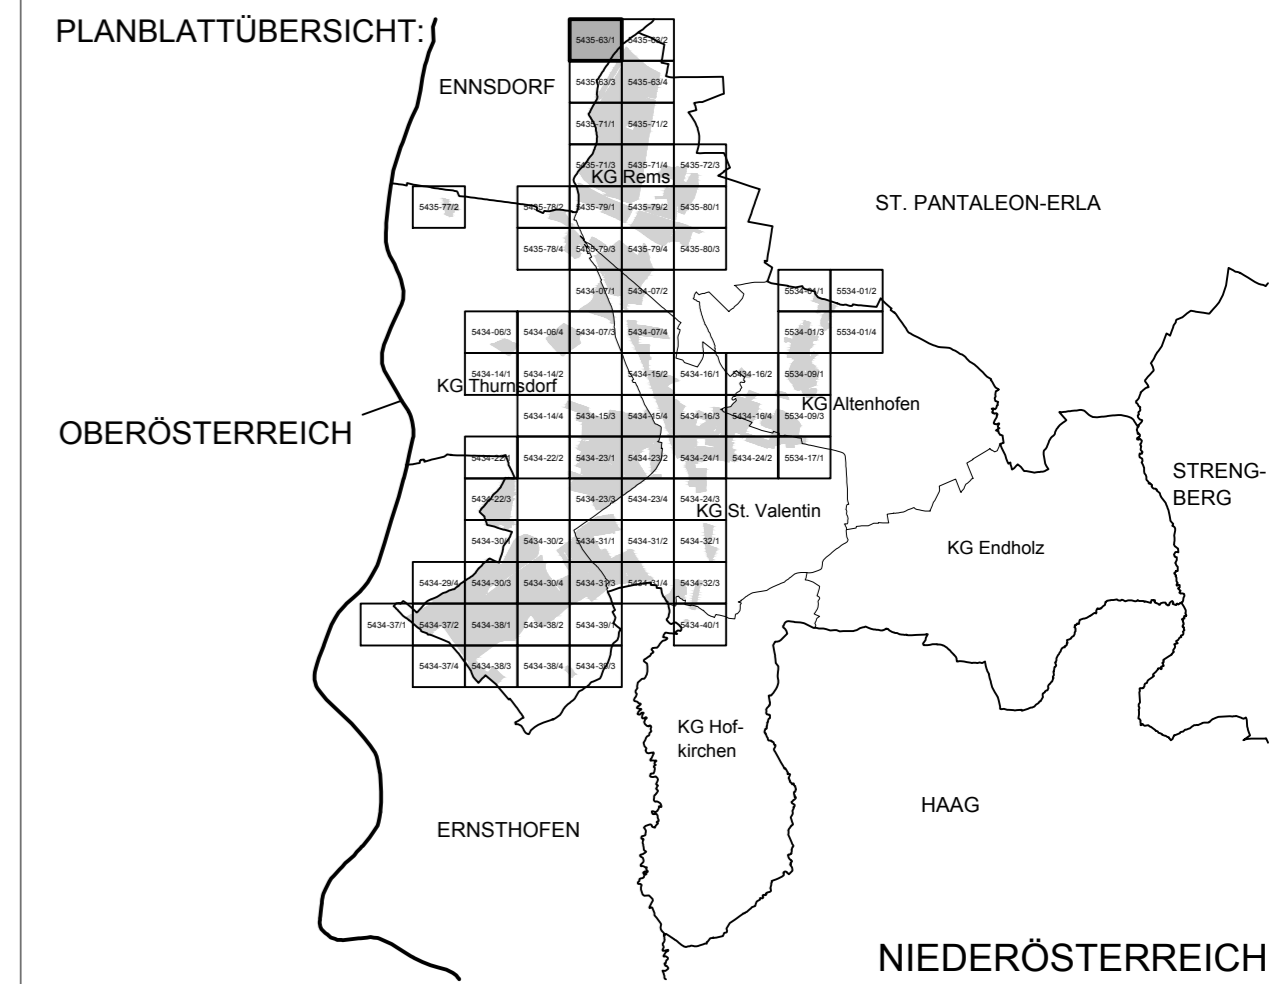 PLANBLATTÜBERSICHT:
5435-63/1 5435-63/2
ENNSDORF
5435-63/3 5435-63/4
5435-71/1 5435-71/2
5435-71/3 5435-71/4 5435-72/3
KG Rems
5435-77/2 5435-78/2 5435-79/1 5435-79/2 5435-80/1
ST. PANTALEON-ERLA
5435-78/4 5435-79/3 5435-79/4 5435-80/3
5434-07/1 5434-07/2 5534-01/1 5534-01/2
5434-06/3 5434-06/4 5434-07/3 5434-07/4 5534-01/3 5534-01/4
5434-14/1 5434-14/2 5434-15/2 5434-16/1 5434-16/2 5534-09/1
KG Thurnsdorf
KG Altenhofen
5434-14/4 5434-15/3 5434-15/4 5434-16/3 5434-16/4 5534-09/3
OBERÖSTERREICH
5434-22/1 5434-22/2 5434-23/1 5434-23/2 5434-24/1 5434-24/2 5534-17/1
STRENG-
BERG
5434-22/3 5434-23/3 5434-23/4 5434-24/3
KG St. Valentin
5434-30/1 5434-30/2 5434-31/1 5434-31/2 5434-32/1
KG Endholz
5434-29/4 5434-30/3 5434-30/4 5434-31/3 5434-31/4 5434-32/3
5434-37/1 5434-37/2 5434-38/1 5434-38/2 5434-39/1 5434-40/1
5434-37/4 5434-38/3 5434-38/4 5434-39/3
KG Hof-
kirchen
HAAG
ERNSTHOFEN
NIEDERÖSTERREICH